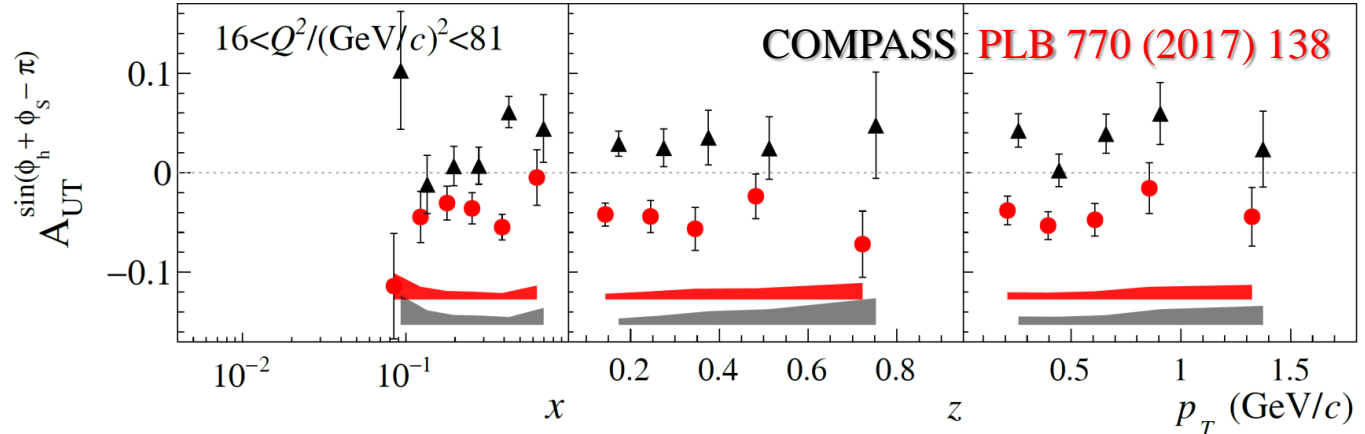 16<Q²/(GeV/c)²<81
COMPASS PLB 770 (2017) 138
A_UT^sin(ϕ_h + ϕ_S − π)
0.1
0
−0.1
10⁻² 10⁻¹
0.2 0.4 0.6 0.8
0.5 1 1.5
x
z
p_T (GeV/c)